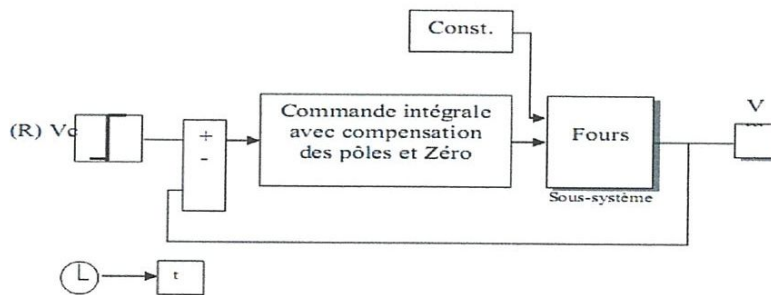 Const.
(R) Vc
+
-
Commande intégrale
avec compensation
des pôles et Zéro
Fours
V
Sous-système
t